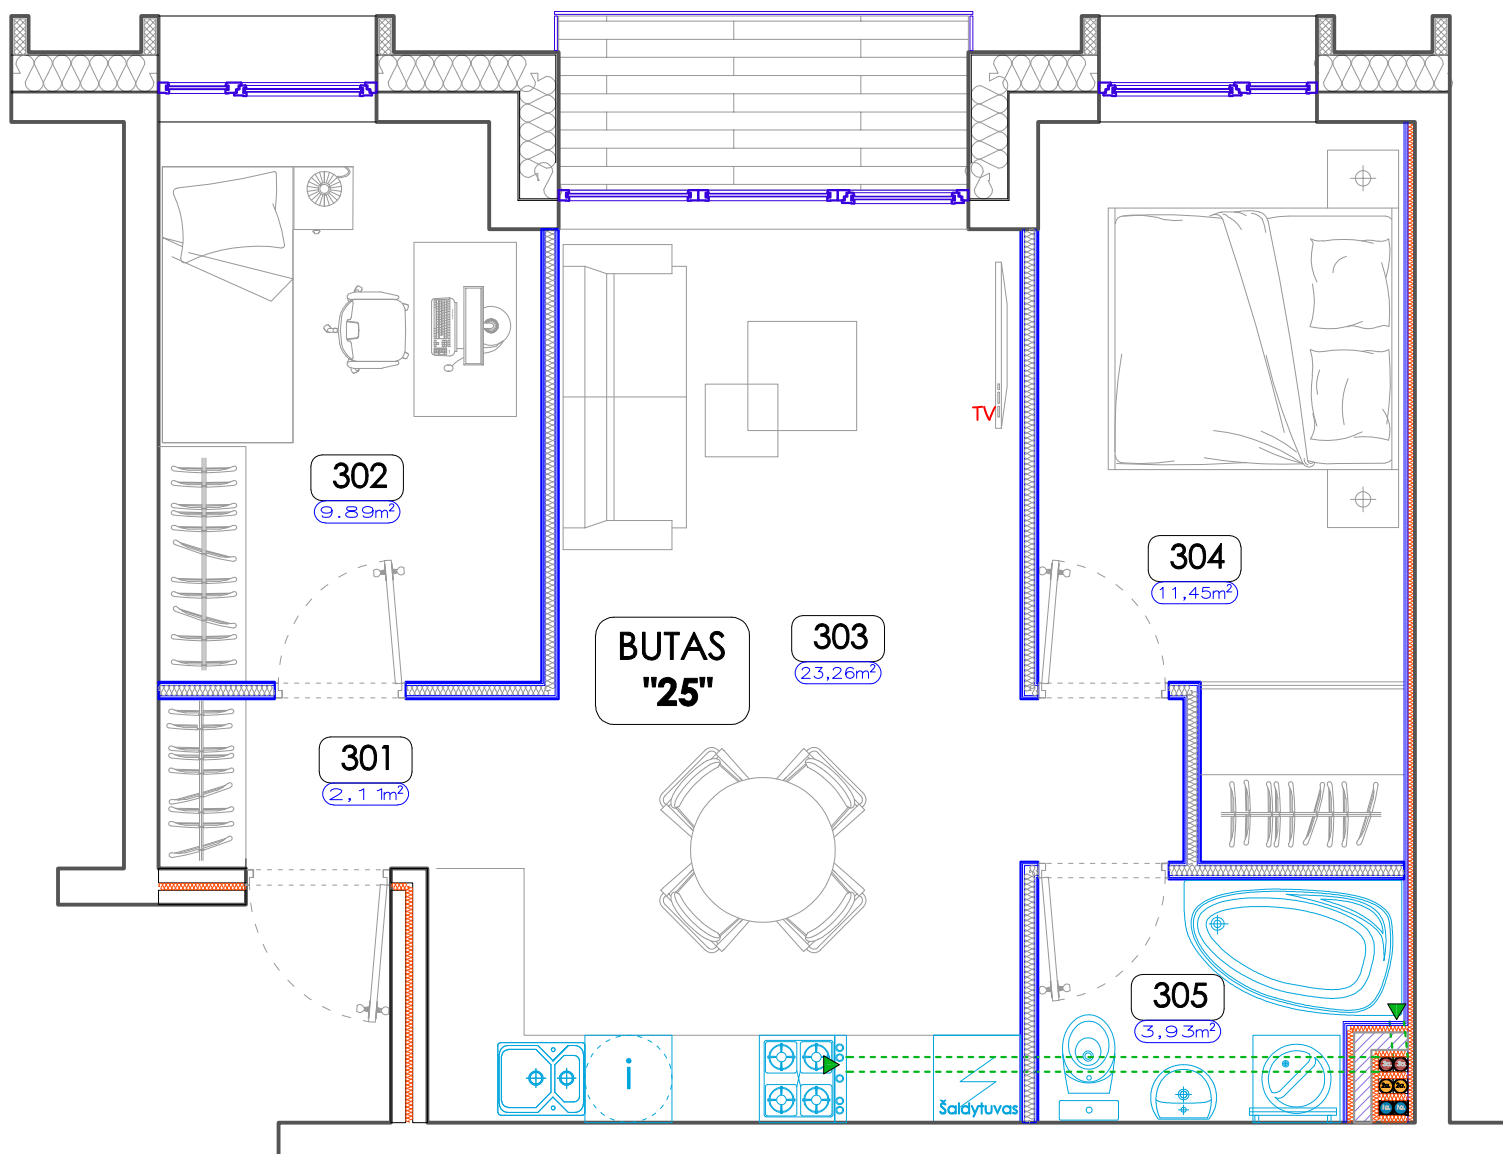 TV
302
9.89m²
304
11,45m²
BUTAS
"25"
303
23,26m²
301
2,11m²
305
3,93m²
i
Šaldytuvas